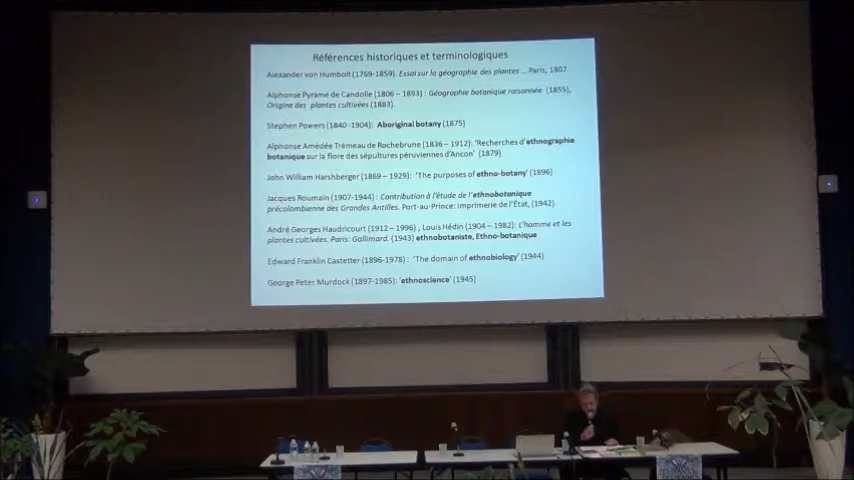 Références historiques et terminologiques
Alexander von Humbolt (1769-1859). Essai sur la géographie des plantes ... Paris, 1807.
Alphonse Pyrame de Candolle (1806 – 1893) : Géographie botanique raisonnée (1855),
Origine des plantes cultivées (1883).
Stephen Powers (1840-1904): Aboriginal botany (1875)
Alphonse Amédée Trémeau de Rochebrune (1836 – 1912): 'Recherches d'ethnographie
botanique sur la flore des sépultures péruviennes d'Ancon' (1879)
John William Harshberger (1869 – 1929): 'The purposes of ethno-botany' (1896)
Jacques Roumain (1907-1944) : Contribution à l'étude de l'ethnobotanique
précolombienne des Grandes Antilles. Port-au-Prince: Imprimerie de l'État, (1942).
André Georges Haudricourt (1912 – 1996) , Louis Hédin (1904 – 1982): L'homme et les
plantes cultivées. Paris: Gallimard. (1943) ethnobotaniste, Ethno-botanique
Edward Franklin Castetter (1896-1978) : 'The domain of ethnobiology' (1944)
George Peter Murdock (1897-1985): 'ethnoscience' (1945)